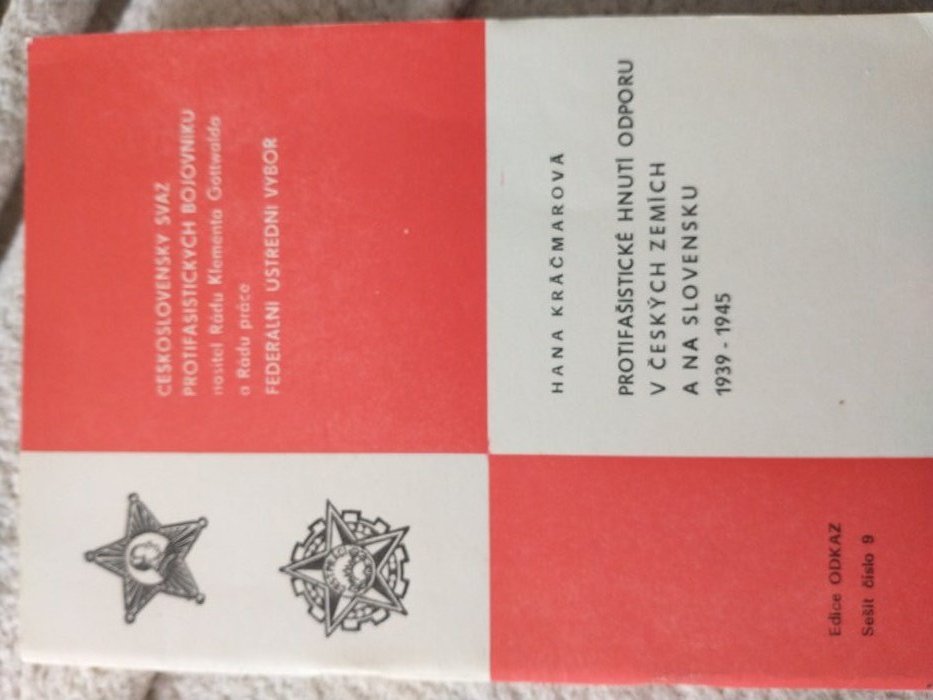 ČESKOSLOVENSKÝ SVAZ
PROTIFAŠISTICKÝCH BOJOVNÍKŮ
nositel Řádu Klementa Gottwalda
a Řádu práce
FEDERÁLNÍ ÚSTŘEDNÍ VÝBOR
HANA KRÁČMAROVÁ
PROTIFAŠISTICKÉ HNUTÍ ODPORU
V ČESKÝCH ZEMÍCH
A NA SLOVENSKU
1939 - 1945
Edice ODKAZ
Sešit číslo 9